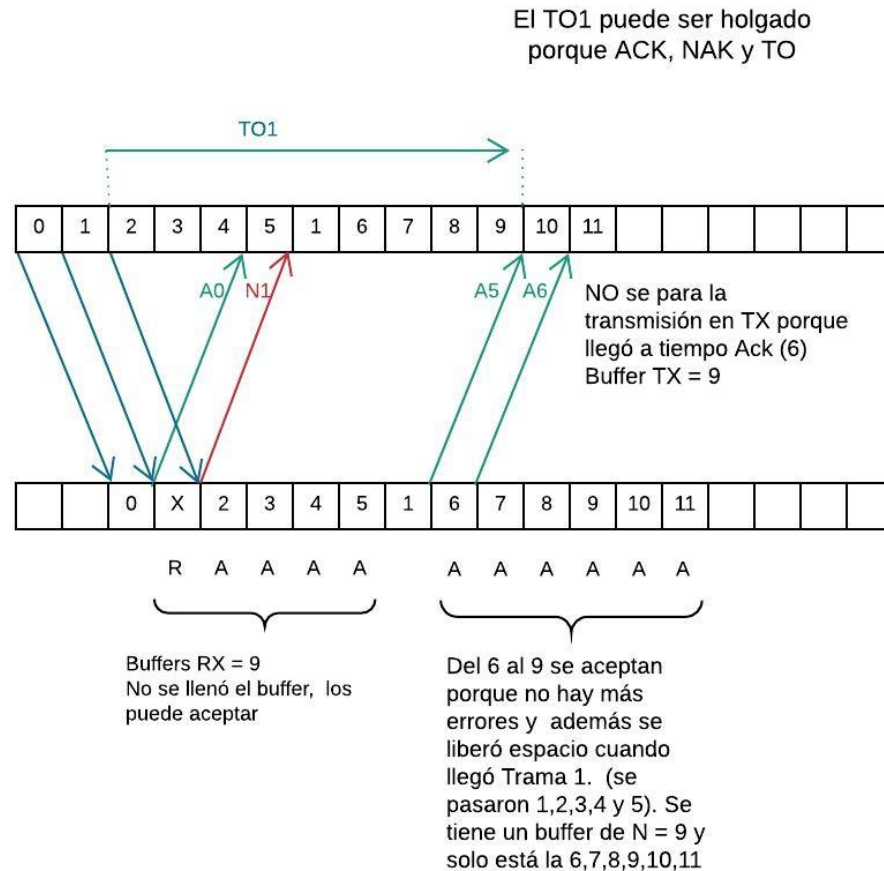 El TO1 puede ser holgado
porque ACK, NAK y TO
TO1
0 1 2 3 4 5 1 6 7 8 9 10 11
A0 N1 A5 A6
NO se para la
transmisión en TX porque
llegó a tiempo Ack (6)
Buffer TX = 9
0 X 2 3 4 5 1 6 7 8 9 10 11
R A A A A A A A A A A
Buffers RX = 9
No se llenó el buffer, los
puede aceptar
Del 6 al 9 se aceptan
porque no hay más
errores y además se
liberó espacio cuando
llegó Trama 1. (se
pasaron 1,2,3,4 y 5). Se
tiene un buffer de N = 9 y
solo está la 6,7,8,9,10,11